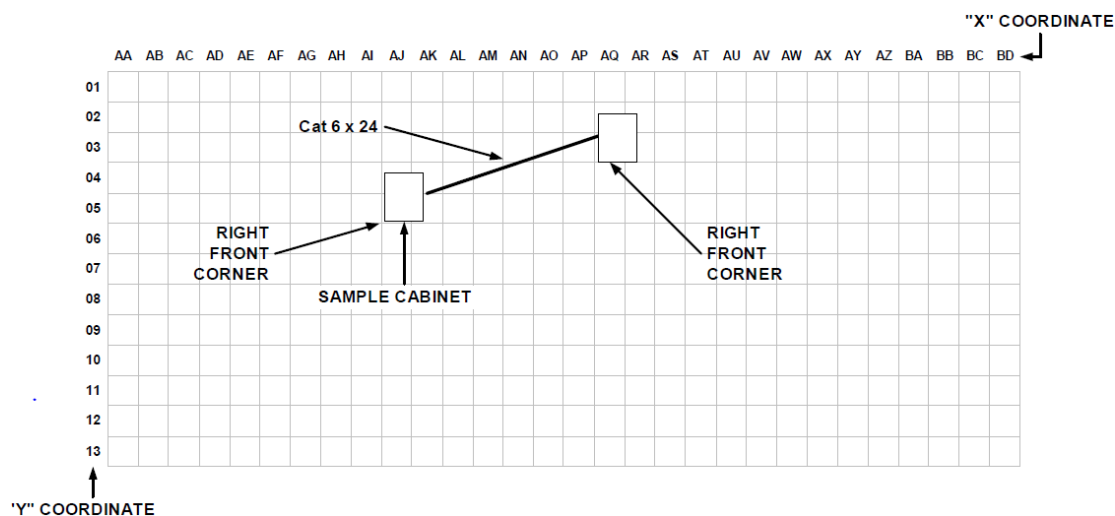 "X" COORDINATE
AA AB AC AD AE AF AG AH AI AJ AK AL AM AN AO AP AQ AR AS AT AU AV AW AX AY AZ BA BB BC BD
01
02
Cat 6 x 24
03
04
05
RIGHT
FRONT
CORNER
RIGHT
FRONT
CORNER
06
07
SAMPLE CABINET
08
09
10
11
12
13
'Y" COORDINATE